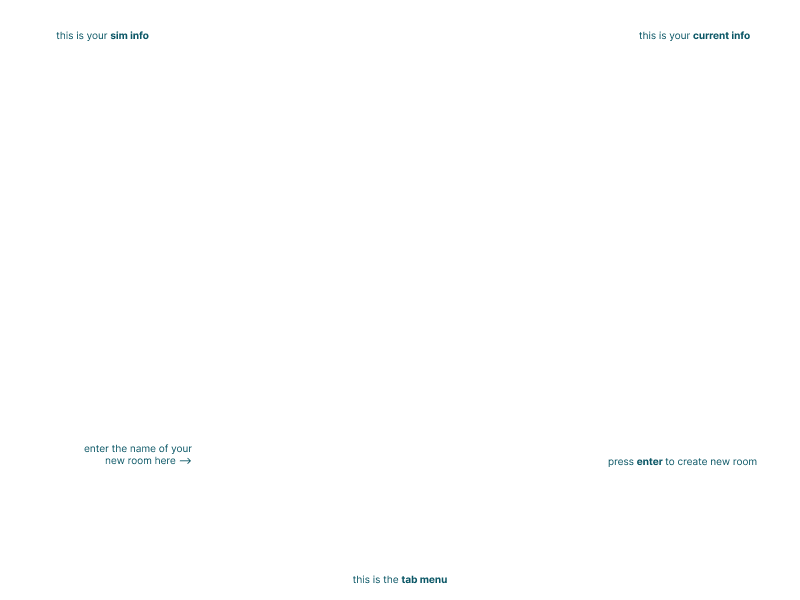 this is your sim info
this is your current info
enter the name of your
new room here →
press enter to create new room
this is the tab menu